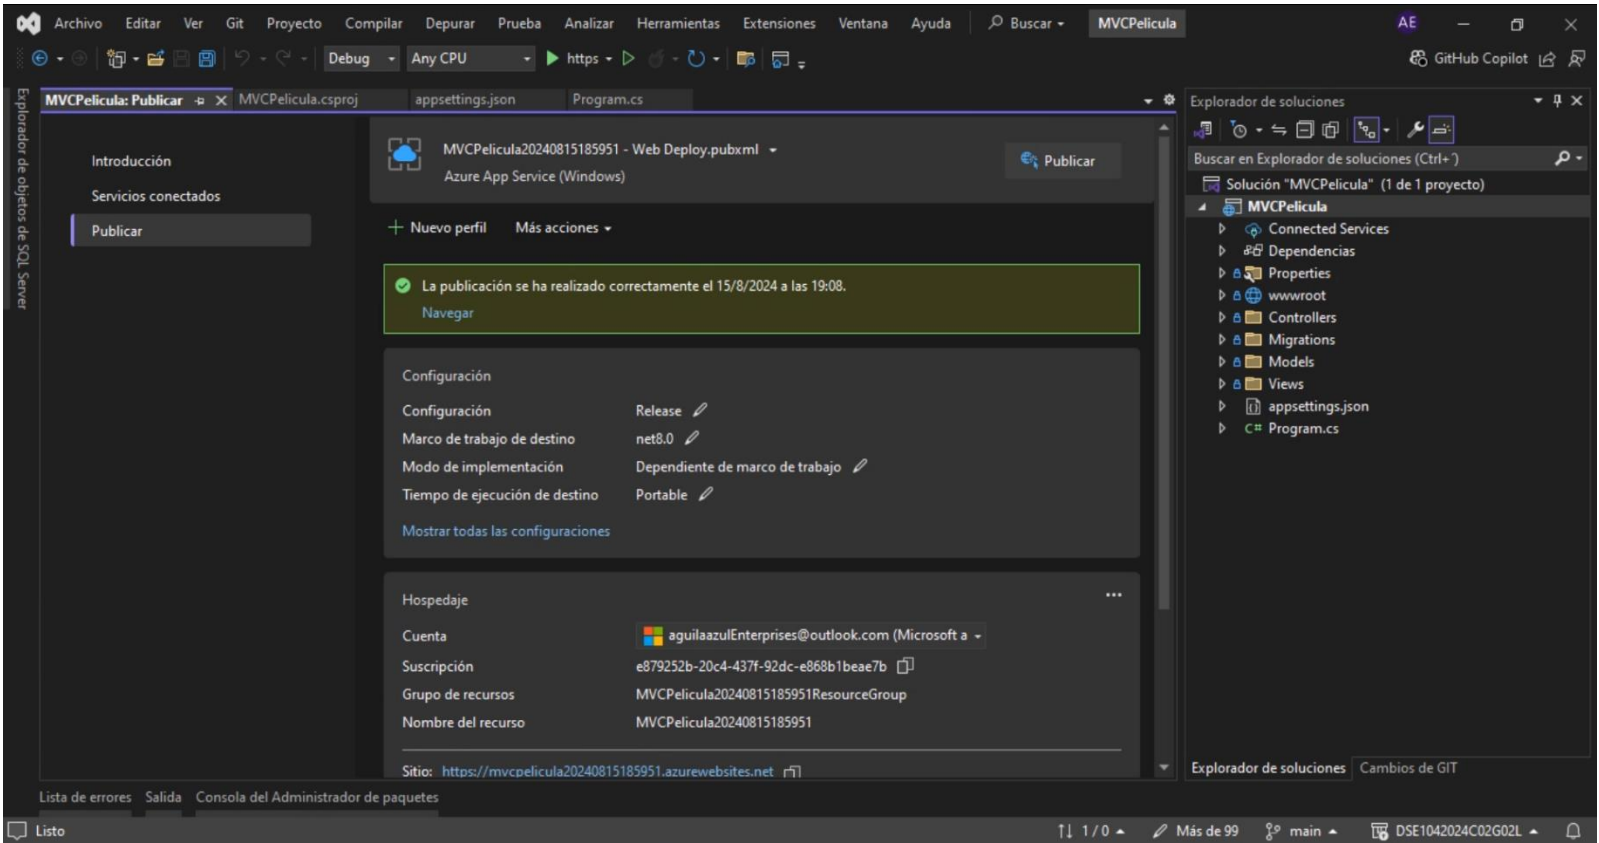 Archivo Editar Ver Git Proyecto Compilar Depurar Prueba Analizar Herramientas Extensiones Ventana Ayuda Buscar MVCPelicula AE
Debug Any CPU https GitHub Copilot
Explorador de objetos de SQL Server
MVCPelicula: Publicar MVCPelicula.csproj appsettings.json Program.cs
Introducción
Servicios conectados
Publicar
MVCPelicula20240815185951 - Web Deploy.pubxml
Azure App Service (Windows)
Publicar
Nuevo perfil Más acciones
La publicación se ha realizado correctamente el 15/8/2024 a las 19:08.
Navegar
Configuración
Configuración Release
Marco de trabajo de destino net8.0
Modo de implementación Dependiente de marco de trabajo
Tiempo de ejecución de destino Portable
Mostrar todas las configuraciones
Hospedaje
Cuenta aguilaazulEnterprises@outlook.com (Microsoft a
Suscripción e879252b-20c4-437f-92dc-e868b1beae7b
Grupo de recursos MVCPelicula20240815185951ResourceGroup
Nombre del recurso MVCPelicula20240815185951
Sitio: https://mvcpelicula20240815185951.azurewebsites.net
Explorador de soluciones
Buscar en Explorador de soluciones (Ctrl+´)
Solución "MVCPelicula" (1 de 1 proyecto)
MVCPelicula
Connected Services
Dependencias
Properties
wwwroot
Controllers
Migrations
Models
Views
appsettings.json
C# Program.cs
Explorador de soluciones Cambios de GIT
Lista de errores Salida Consola del Administrador de paquetes
Listo 1 / 0 Más de 99 main DSE1042024C02G02L